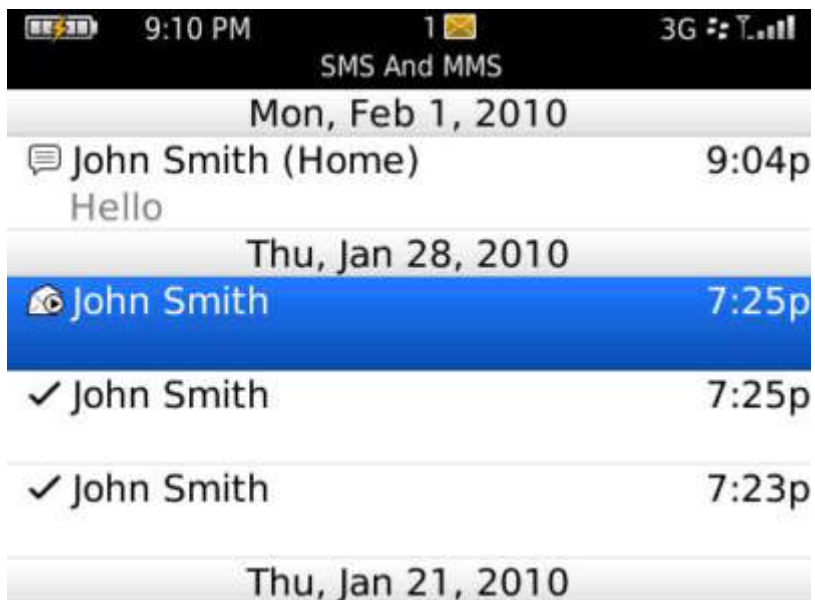 9:10 PM 1 3G
SMS And MMS
Mon, Feb 1, 2010
John Smith (Home) 9:04p
Hello
Thu, Jan 28, 2010
John Smith 7:25p
John Smith 7:25p
John Smith 7:23p
Thu, Jan 21, 2010